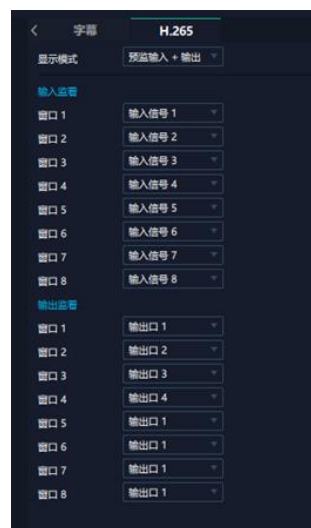 字幕 H.265
显示模式 预监输入 + 输出
输入监看
窗口 1 输入信号 1
窗口 2 输入信号 2
窗口 3 输入信号 3
窗口 4 输入信号 4
窗口 5 输入信号 5
窗口 6 输入信号 6
窗口 7 输入信号 7
窗口 8 输入信号 8
输出监看
窗口 1 输出口 1
窗口 2 输出口 2
窗口 3 输出口 3
窗口 4 输出口 4
窗口 5 输出口 1
窗口 6 输出口 1
窗口 7 输出口 1
窗口 8 输出口 1